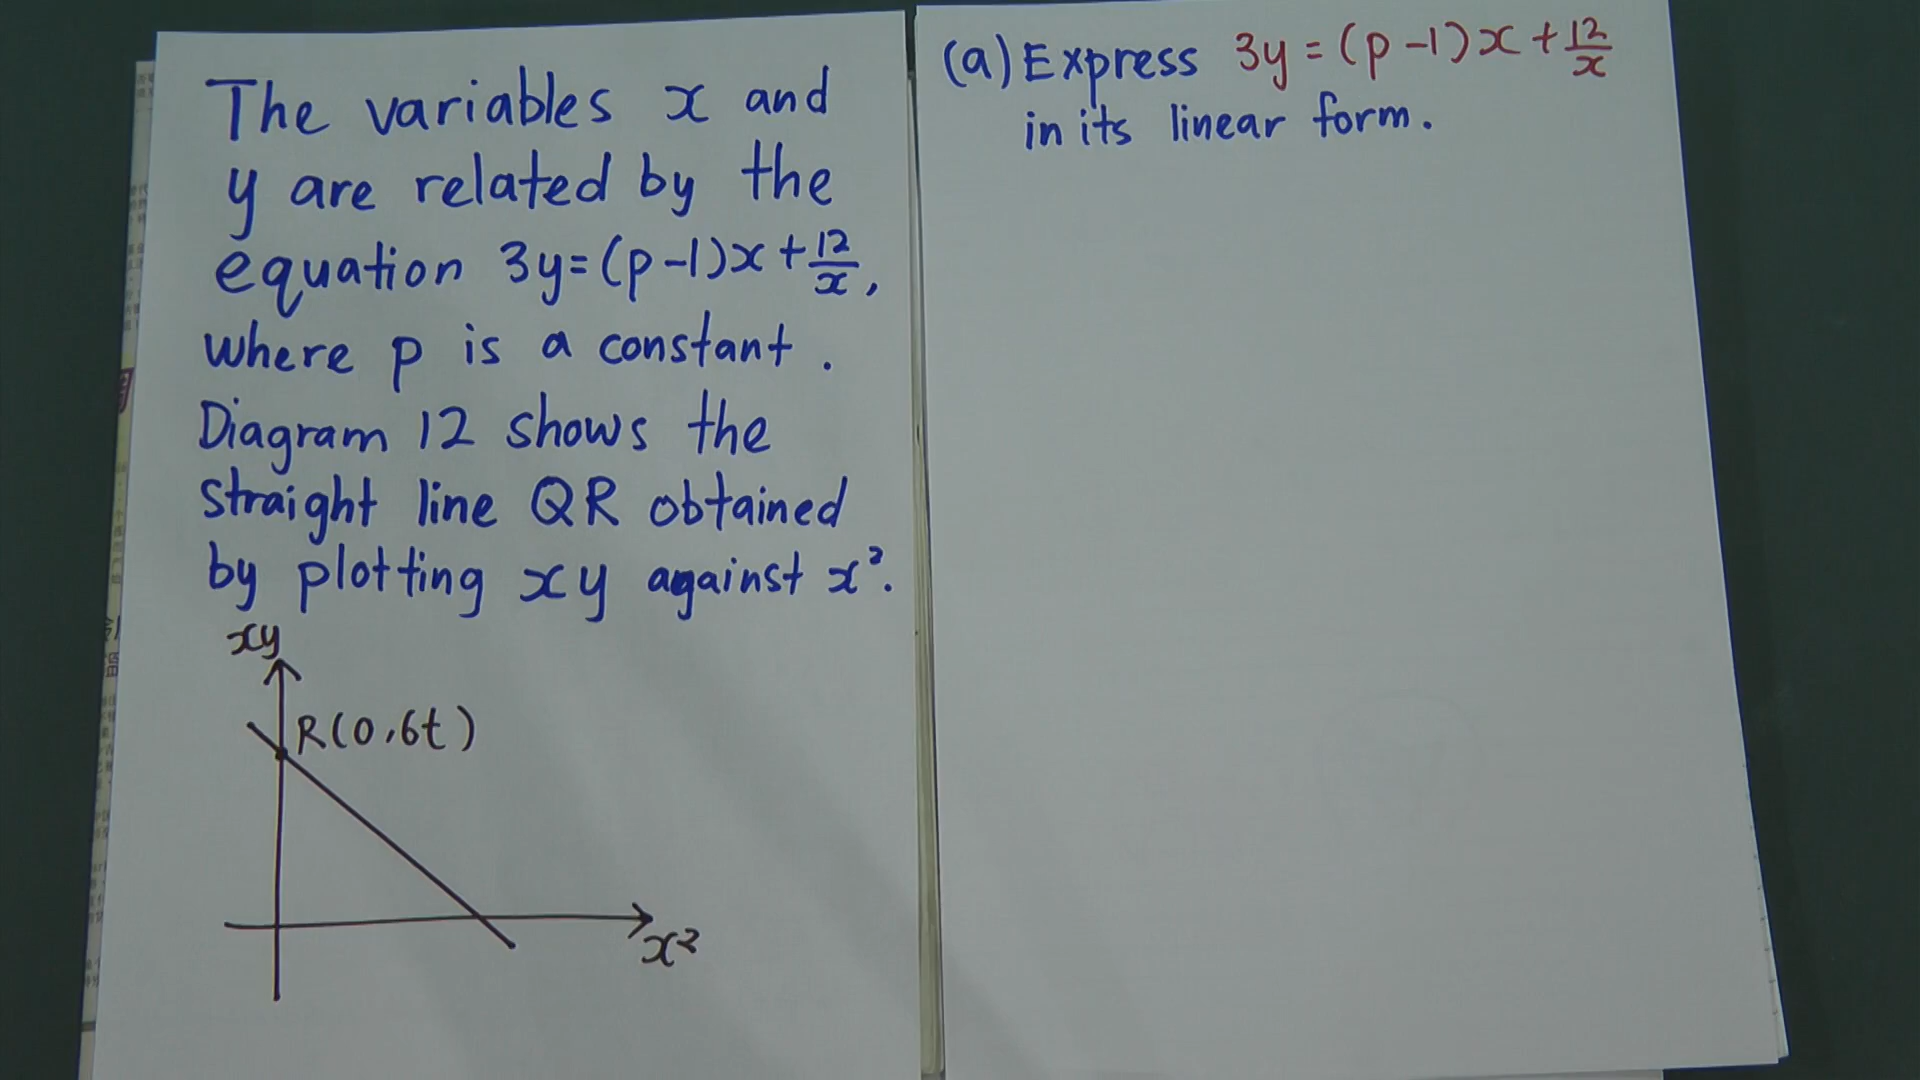 The variables x and
y are related by the
equation 3y=(p-1)x+12/x,
where p is a constant.
Diagram 12 shows the
straight line QR obtained
by plotting xy against x².
xy
R(0,6t)
x²
(a) Express 3y=(p-1)x+12/x
in its linear form.